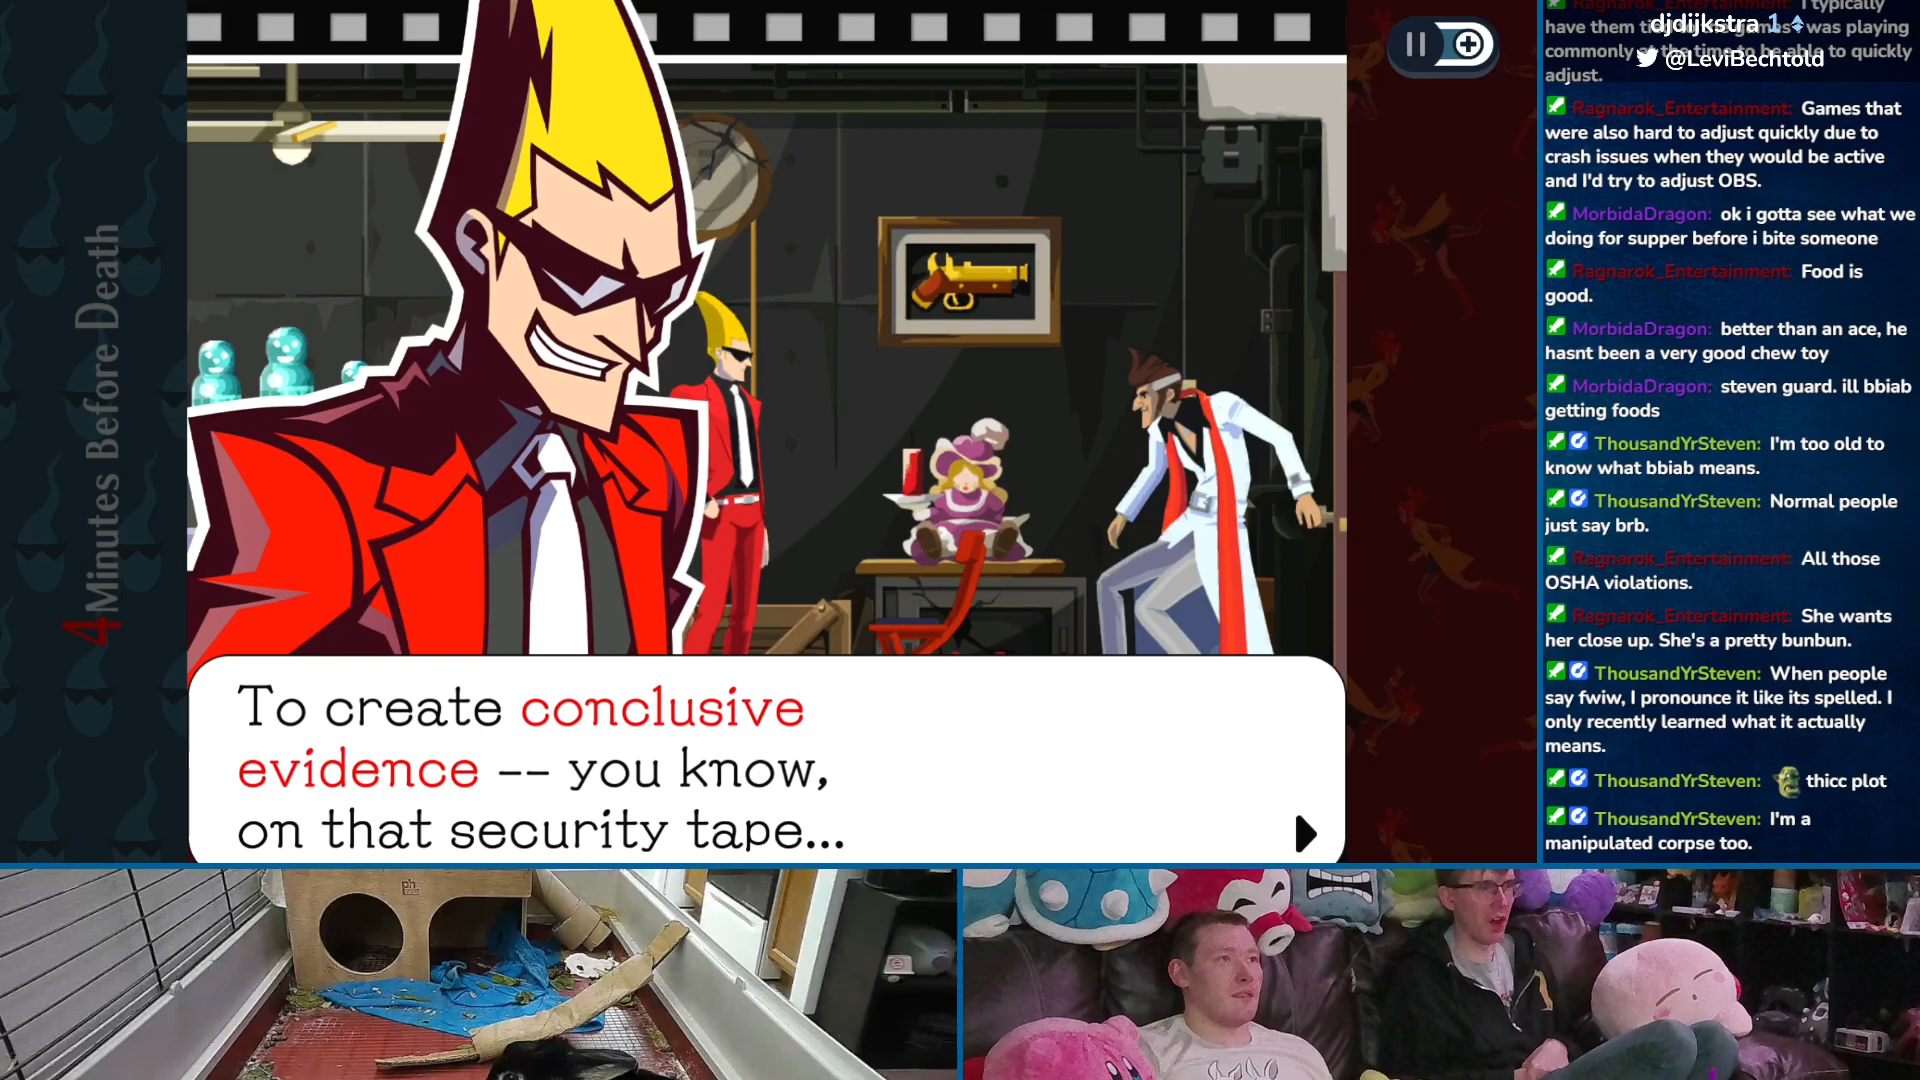 4 Minutes Before Death
To create conclusive
evidence -- you know,
on that security tape...
Ragnarok_Entertainment: I typically
have them
was playing
commonly
to quickly
adjust.
djdijkstra 1
@LeviBechtold
Ragnarok_Entertainment: Games that
were also hard to adjust quickly due to
crash issues when they would be active
and I'd try to adjust OBS.
MorbidaDragon: ok i gotta see what we
doing for supper before i bite someone
Ragnarok_Entertainment: Food is
good.
MorbidaDragon: better than an ace, he
hasnt been a very good chew toy
MorbidaDragon: steven guard. ill bbiab
getting foods
ThousandYrSteven: I'm too old to
know what bbiab means.
ThousandYrSteven: Normal people
just say brb.
Ragnarok_Entertainment: All those
OSHA violations.
Ragnarok_Entertainment: She wants
her close up. She's a pretty bunbun.
ThousandYrSteven: When people
say fwiw, I pronounce it like its spelled. I
only recently learned what it actually
means.
ThousandYrSteven: thicc plot
ThousandYrSteven: I'm a
manipulated corpse too.